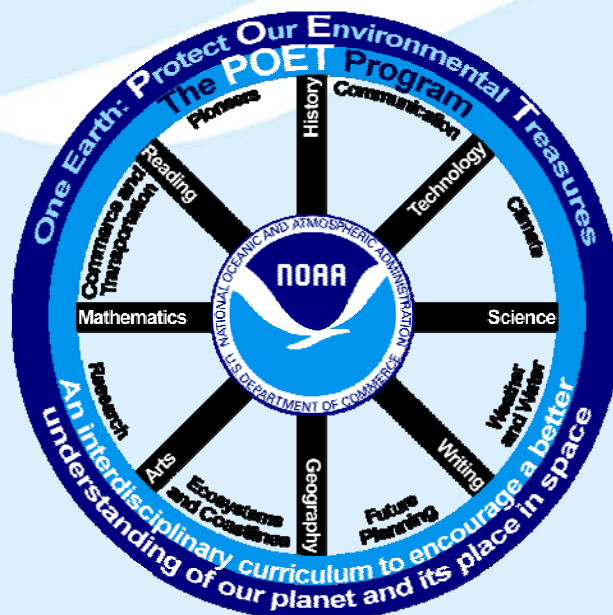 One Earth: Protect Our Environmental Treasures
The POET Program
History
Communication
Technology
Climate
Science
Weather
and Water
Writing
Future
Planning
Geography
Ecosystems
and Coastlines
Arts
Research
Mathematics
Commerce and
Transportation
Reading
Pioneers
NATIONAL OCEANIC AND ATMOSPHERIC ADMINISTRATION
NOAA
U.S. DEPARTMENT OF COMMERCE
An interdisciplinary curriculum to encourage a better
understanding of our planet and its place in space